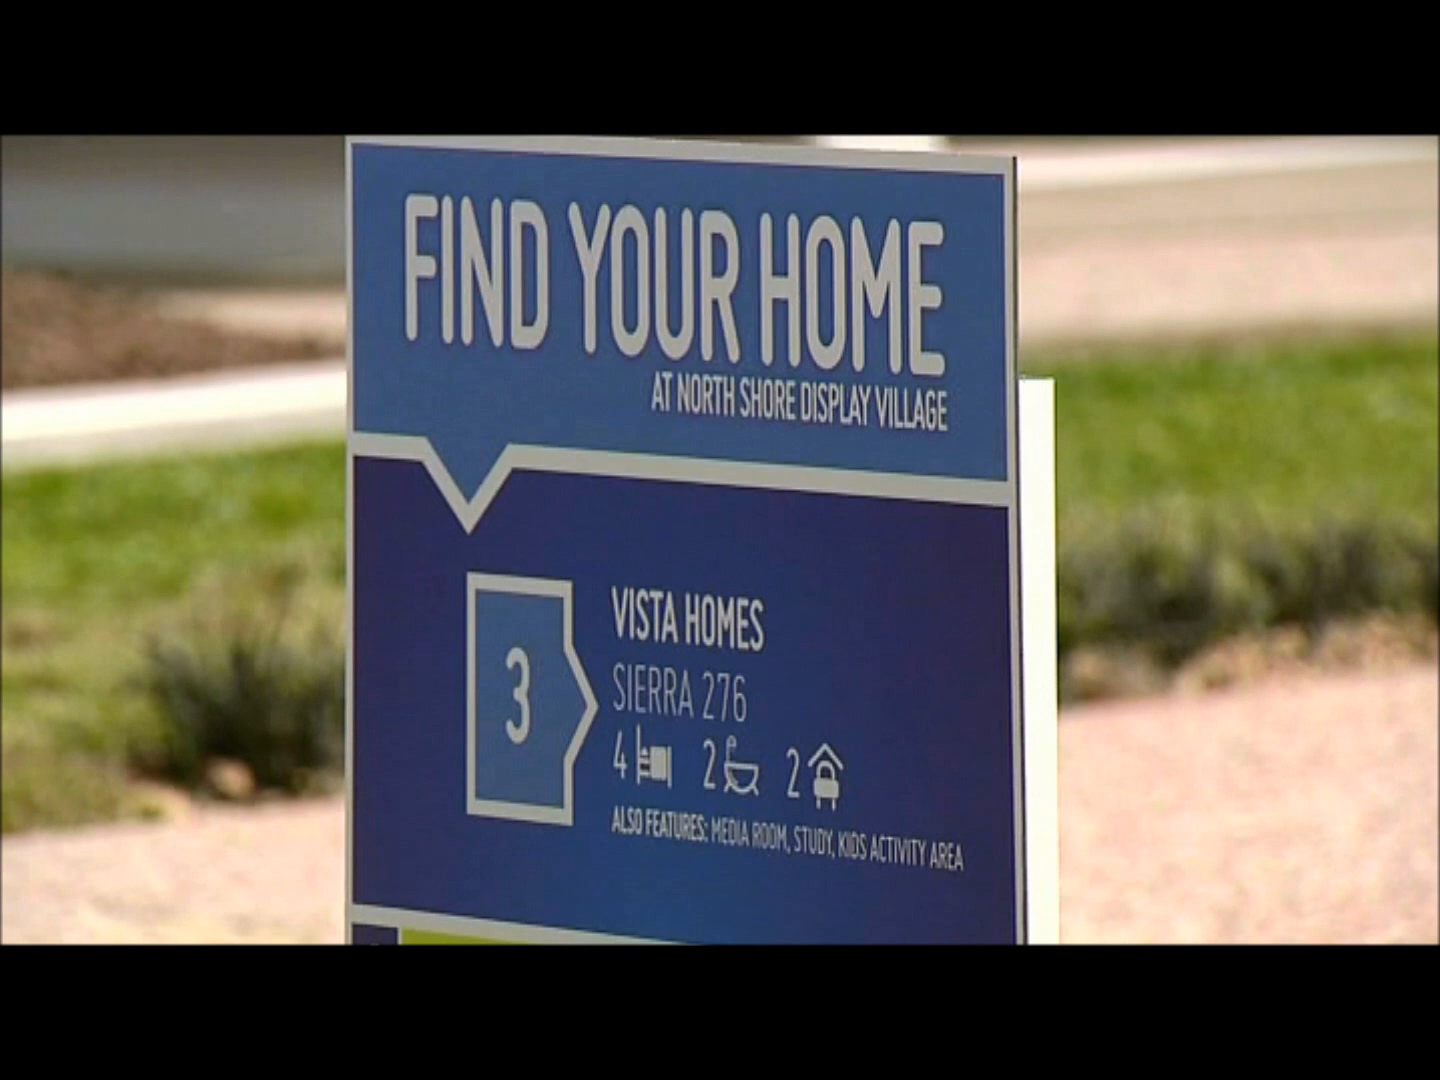 FIND YOUR HOME
AT NORTH SHORE DISPLAY VILLAGE
3
VISTA HOMES
SIERRA 276
4 2 2
ALSO FEATURES: MEDIA ROOM, STUDY, KIDS ACTIVITY AREA